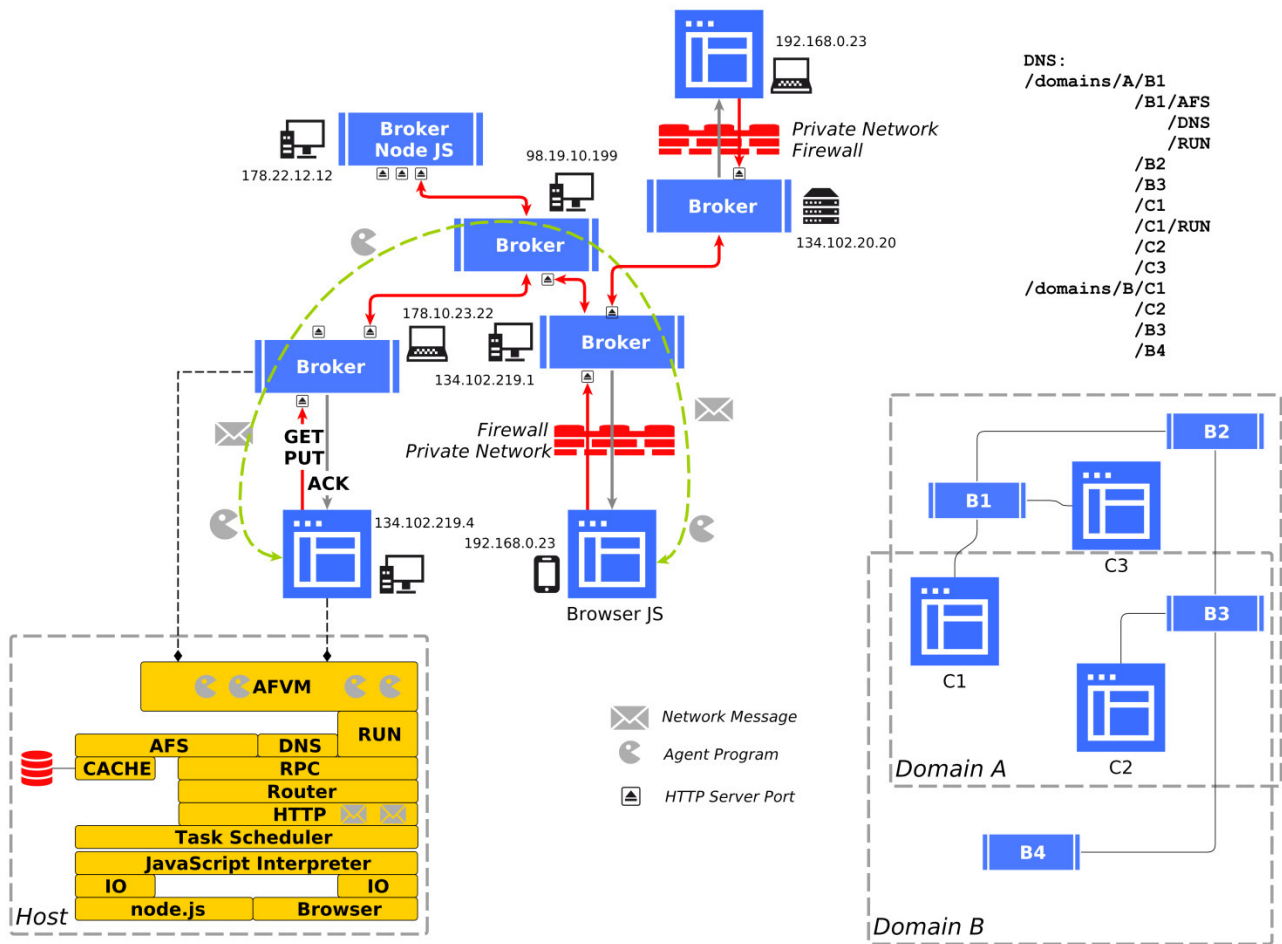 192.168.0.23
Private Network
Firewall
Broker
Node JS
178.22.12.12
98.19.10.199
Broker
Broker
134.102.20.20
178.10.23.22
Broker
Broker
134.102.219.1
GET
PUT
ACK
Firewall
Private Network
134.102.219.4
192.168.0.23
Browser JS
DNS:
/domains/A/B1
/B1/AFS
/DNS
/RUN
/B2
/B3
/C1
/C1/RUN
/C2
/C3
/domains/B/C1
/C2
/B3
/B4
AFVM
RUN
AFS
DNS
CACHE
RPC
Router
HTTP
Task Scheduler
JavaScript Interpreter
IO
IO
node.js
Browser
Host
Network Message
Agent Program
HTTP Server Port
B2
B1
C3
B3
C1
C2
Domain A
B4
Domain B